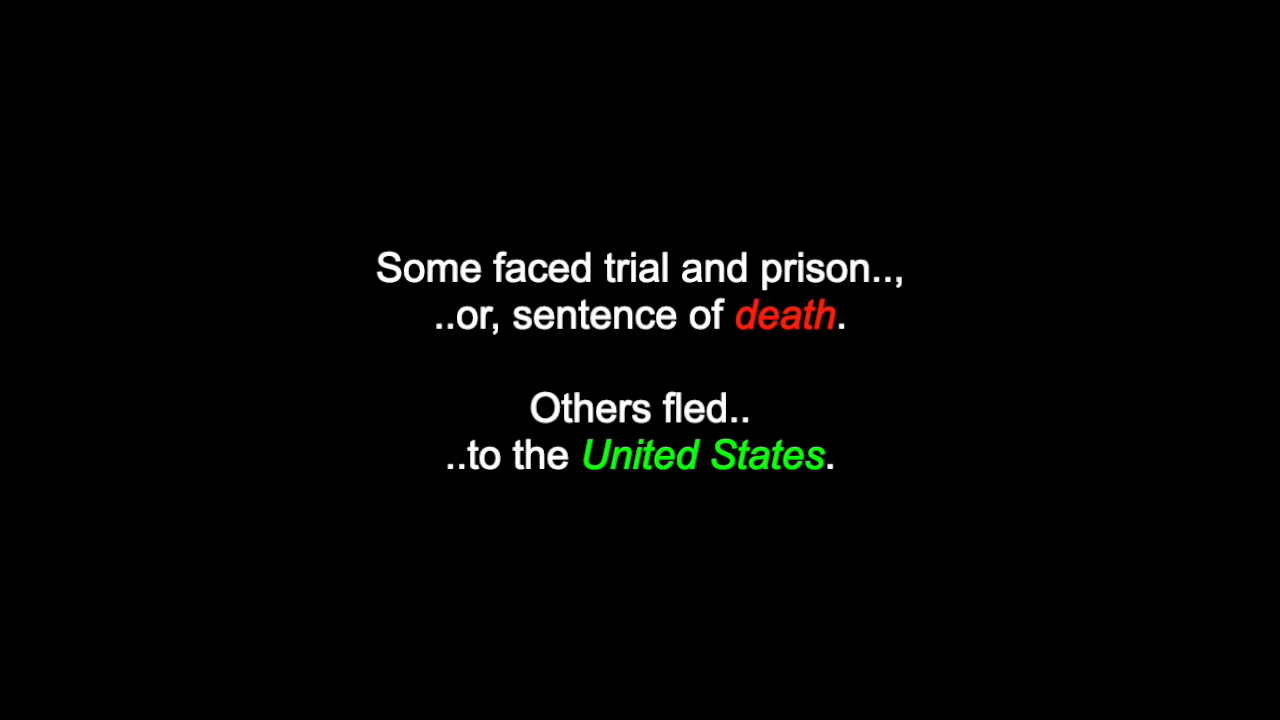 Some faced trial and prison..,
..or, sentence of death.
Others fled..
..to the United States.